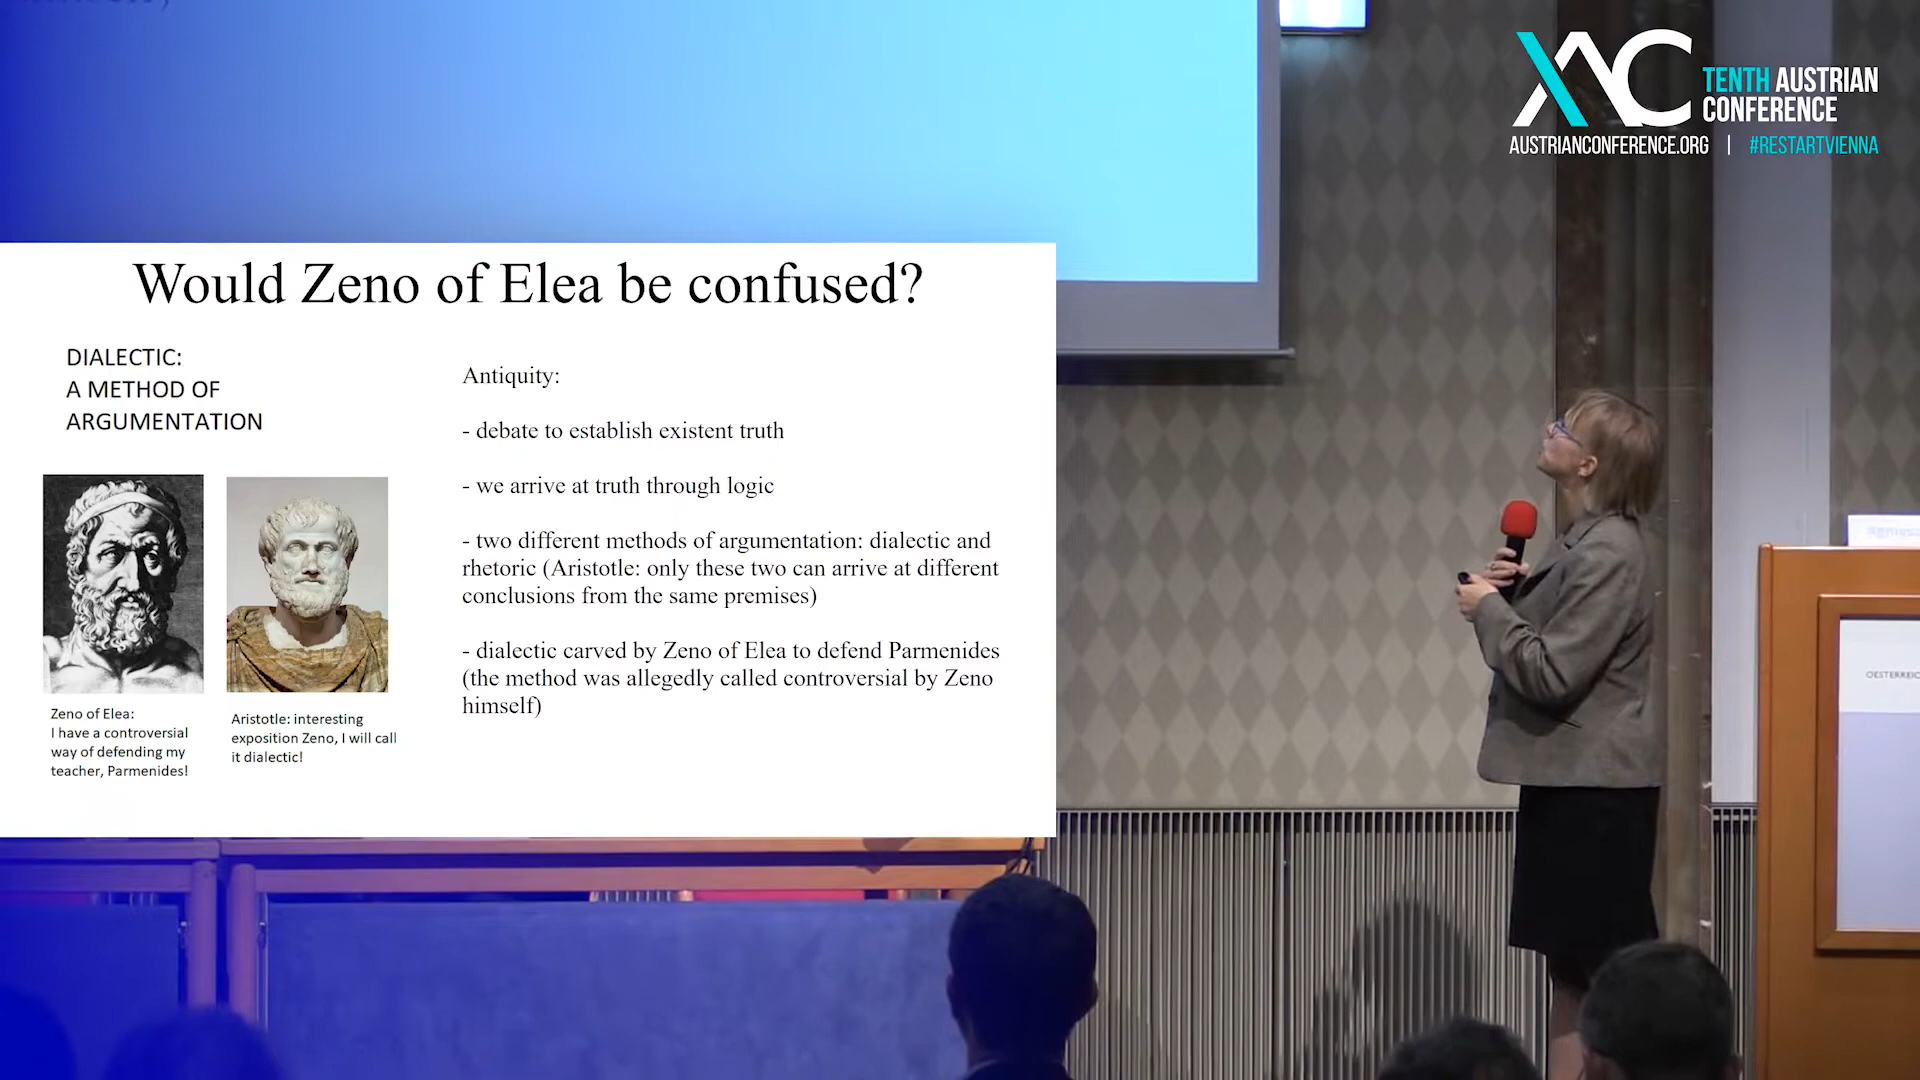 TENTH AUSTRIAN
CONFERENCE
AUSTRIANCONFERENCE.ORG | #RESTARTVIENNA
Would Zeno of Elea be confused?
DIALECTIC:
A METHOD OF
ARGUMENTATION
Zeno of Elea:
I have a controversial
way of defending my
teacher, Parmenides!
Aristotle: interesting
exposition Zeno, I will call
it dialectic!
Antiquity:
- debate to establish existent truth
- we arrive at truth through logic
- two different methods of argumentation: dialectic and
rhetoric (Aristotle: only these two can arrive at different
conclusions from the same premises)
- dialectic carved by Zeno of Elea to defend Parmenides
(the method was allegedly called controversial by Zeno
himself)